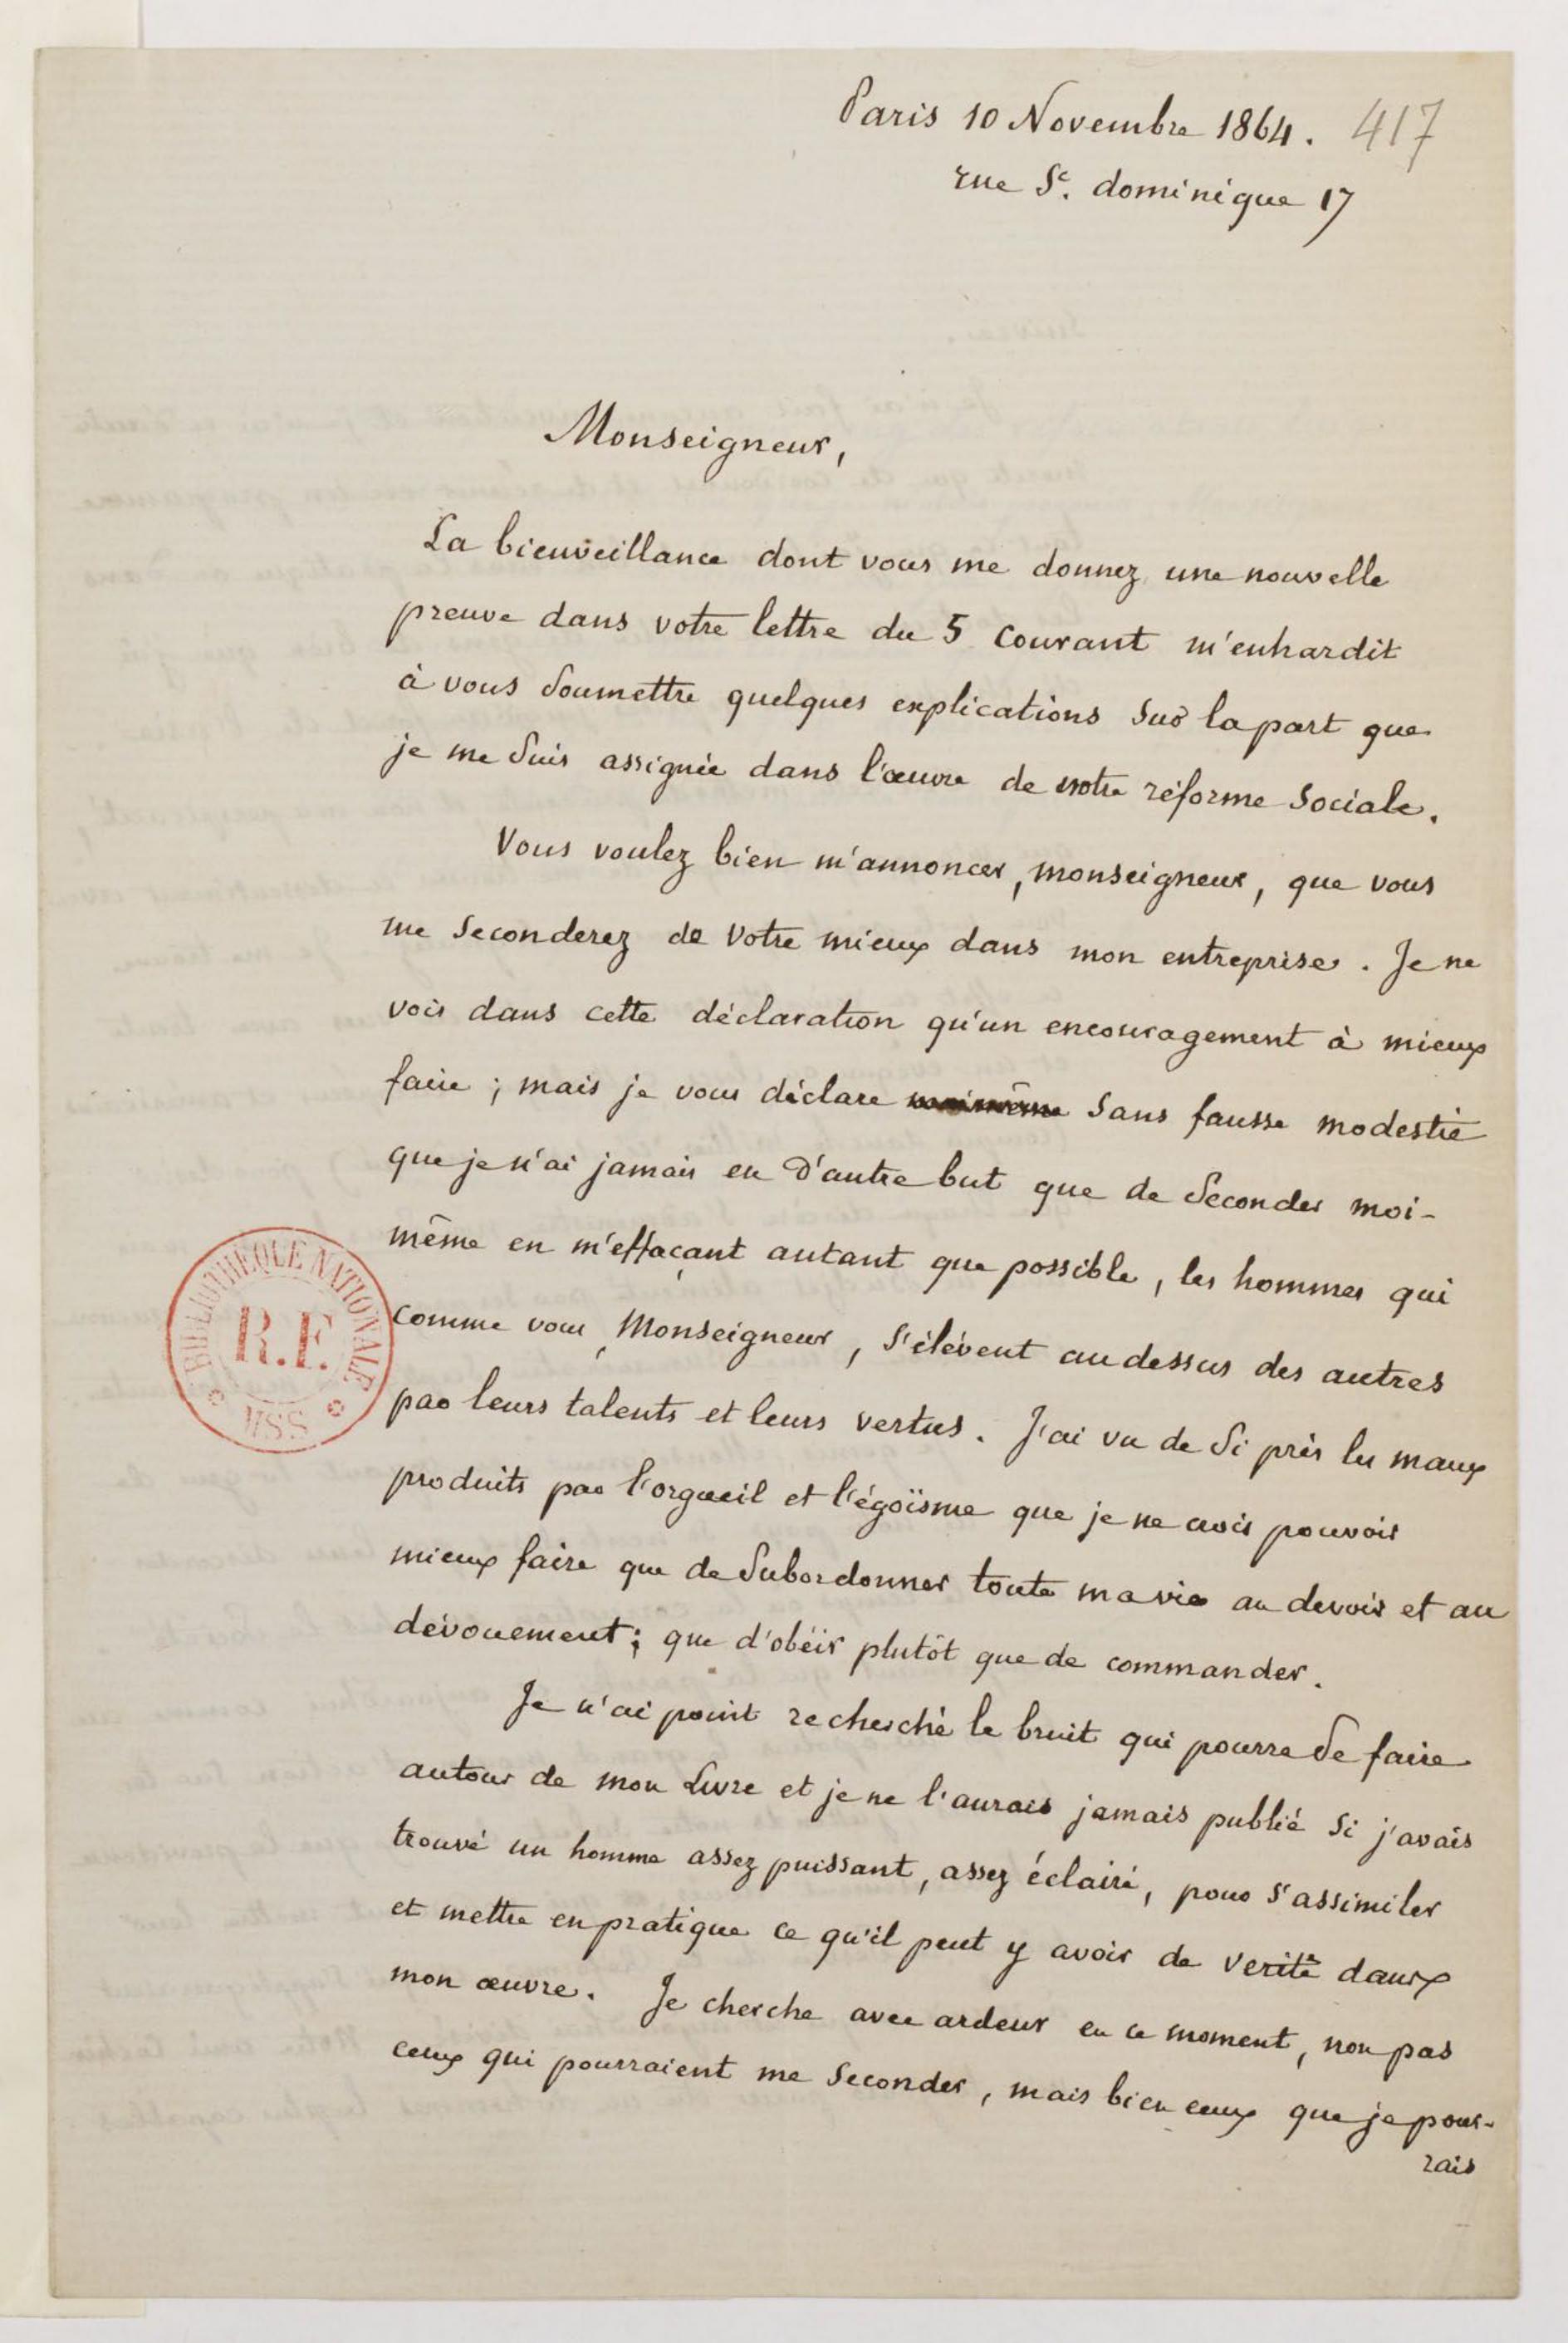 Paris 10 Novembre 1864. 417
rue St. dominique 17
Monseigneur,
La bienveillance dont vous me donnez une nouvelle
preuve dans votre lettre du 5 courant m'enhardit
à vous soumettre quelques explications sur la part que
je me suis assignée dans l'œuvre de notre réforme sociale.
Vous voulez bien m'annoncer, monseigneur, que vous
me seconderez de votre mieux dans mon entreprise. Je ne
vois dans cette déclaration qu'un encouragement à mieux
faire ; mais je vous déclare sans fausse modestie
que je n'ai jamais eu d'autre but que de seconder moi-
même en m'effaçant autant que possible, les hommes qui
comme vous, Monseigneur, s'élèvent au dessus des autres
par leurs talents et leurs vertus. J'ai vu de si près les maux
produits par l'orgueil et l'égoïsme que je ne crois pouvoir
mieux faire que de subordonner toute ma vie au devoir et au
dévouement ; que d'obéir plutôt que de commander.
Je n'ai point recherché le bruit qui pourra se faire
autour de mon Livre et je ne l'aurais jamais publié si j'avais
trouvé un homme assez puissant, assez éclairé, pour s'assimiler
et mettre en pratique ce qu'il peut y avoir de verité dans
mon œuvre. Je cherche avec ardeur en ce moment, non pas
ceux qui pourraient me seconder, mais bien ceux que je pour-
rais
BIBLIOTHEQUE NATIONALE
R.F.
MSS